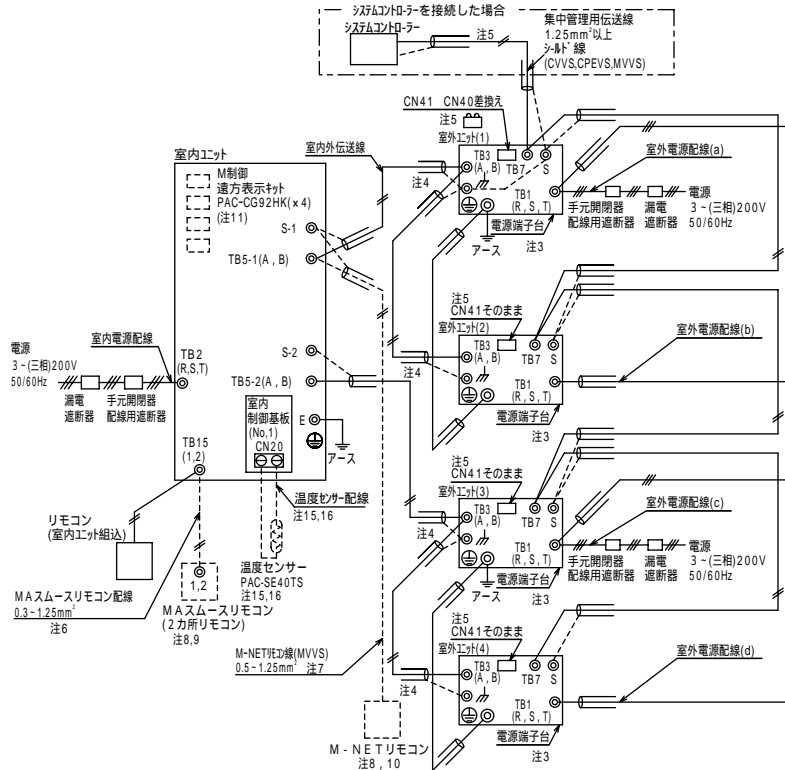 システムコントローラーを接続した場合
システムコントローラー
注5
集中管理用伝送線
1.25mm²以上
シールド線
(CVVS,CPEVS,MVVS)
CN41 CN40差換え
注5
室外ユニット(1)
TB3
(A,B)
TB7
S
TB1
(R,S,T)
電源端子台
注3
アース
注4
室外電源配線(a)
手元開閉器
配線用遮断器
漏電
遮断器
電源
3~(三相)200V
50/60Hz
室内ユニット
M制御
遠方表示キット
PAC-CG92HK(×4)
(注11)
室内外伝送線
S-1
TB5-1(A,B)
S-2
TB5-2(A,B)
E
アース
電源
3~(三相)200V
50/60Hz
室内電源配線
漏電
遮断器
手元開閉器
配線用遮断器
TB2
(R,S,T)
TB15
(1,2)
室内
制御基板
(No,1)
CN20
リモコン
(室内ユニット組込)
温度センサー配線
注15,16
温度センサー
PAC-SE40TS
注15,16
MAスムースリモコン配線
0.3~1.25mm²
注6
1,2
MAスムースリモコン
(2カ所リモコン)
注8,9
M-NETリモコン線(MVVS)
0.5~1.25mm² 注7
M-NETリモコン
注8,10
注5
CN41そのまま
室外ユニット(2)
TB3
(A,B)
TB7
S
TB1
(R,S,T)
電源端子台
注3
注4
室外電源配線(b)
注5
CN41そのまま
室外ユニット(3)
TB3
(A,B)
TB7
S
TB1
(R,S,T)
電源端子台
注3
アース
注4
室外電源配線(c)
手元開閉器
配線用遮断器
漏電
遮断器
電源
3~(三相)200V
50/60Hz
注5
CN41そのまま
室外ユニット(4)
TB3
(A,B)
TB7
S
TB1
(R,S,T)
電源端子台
注3
注4
室外電源配線(d)